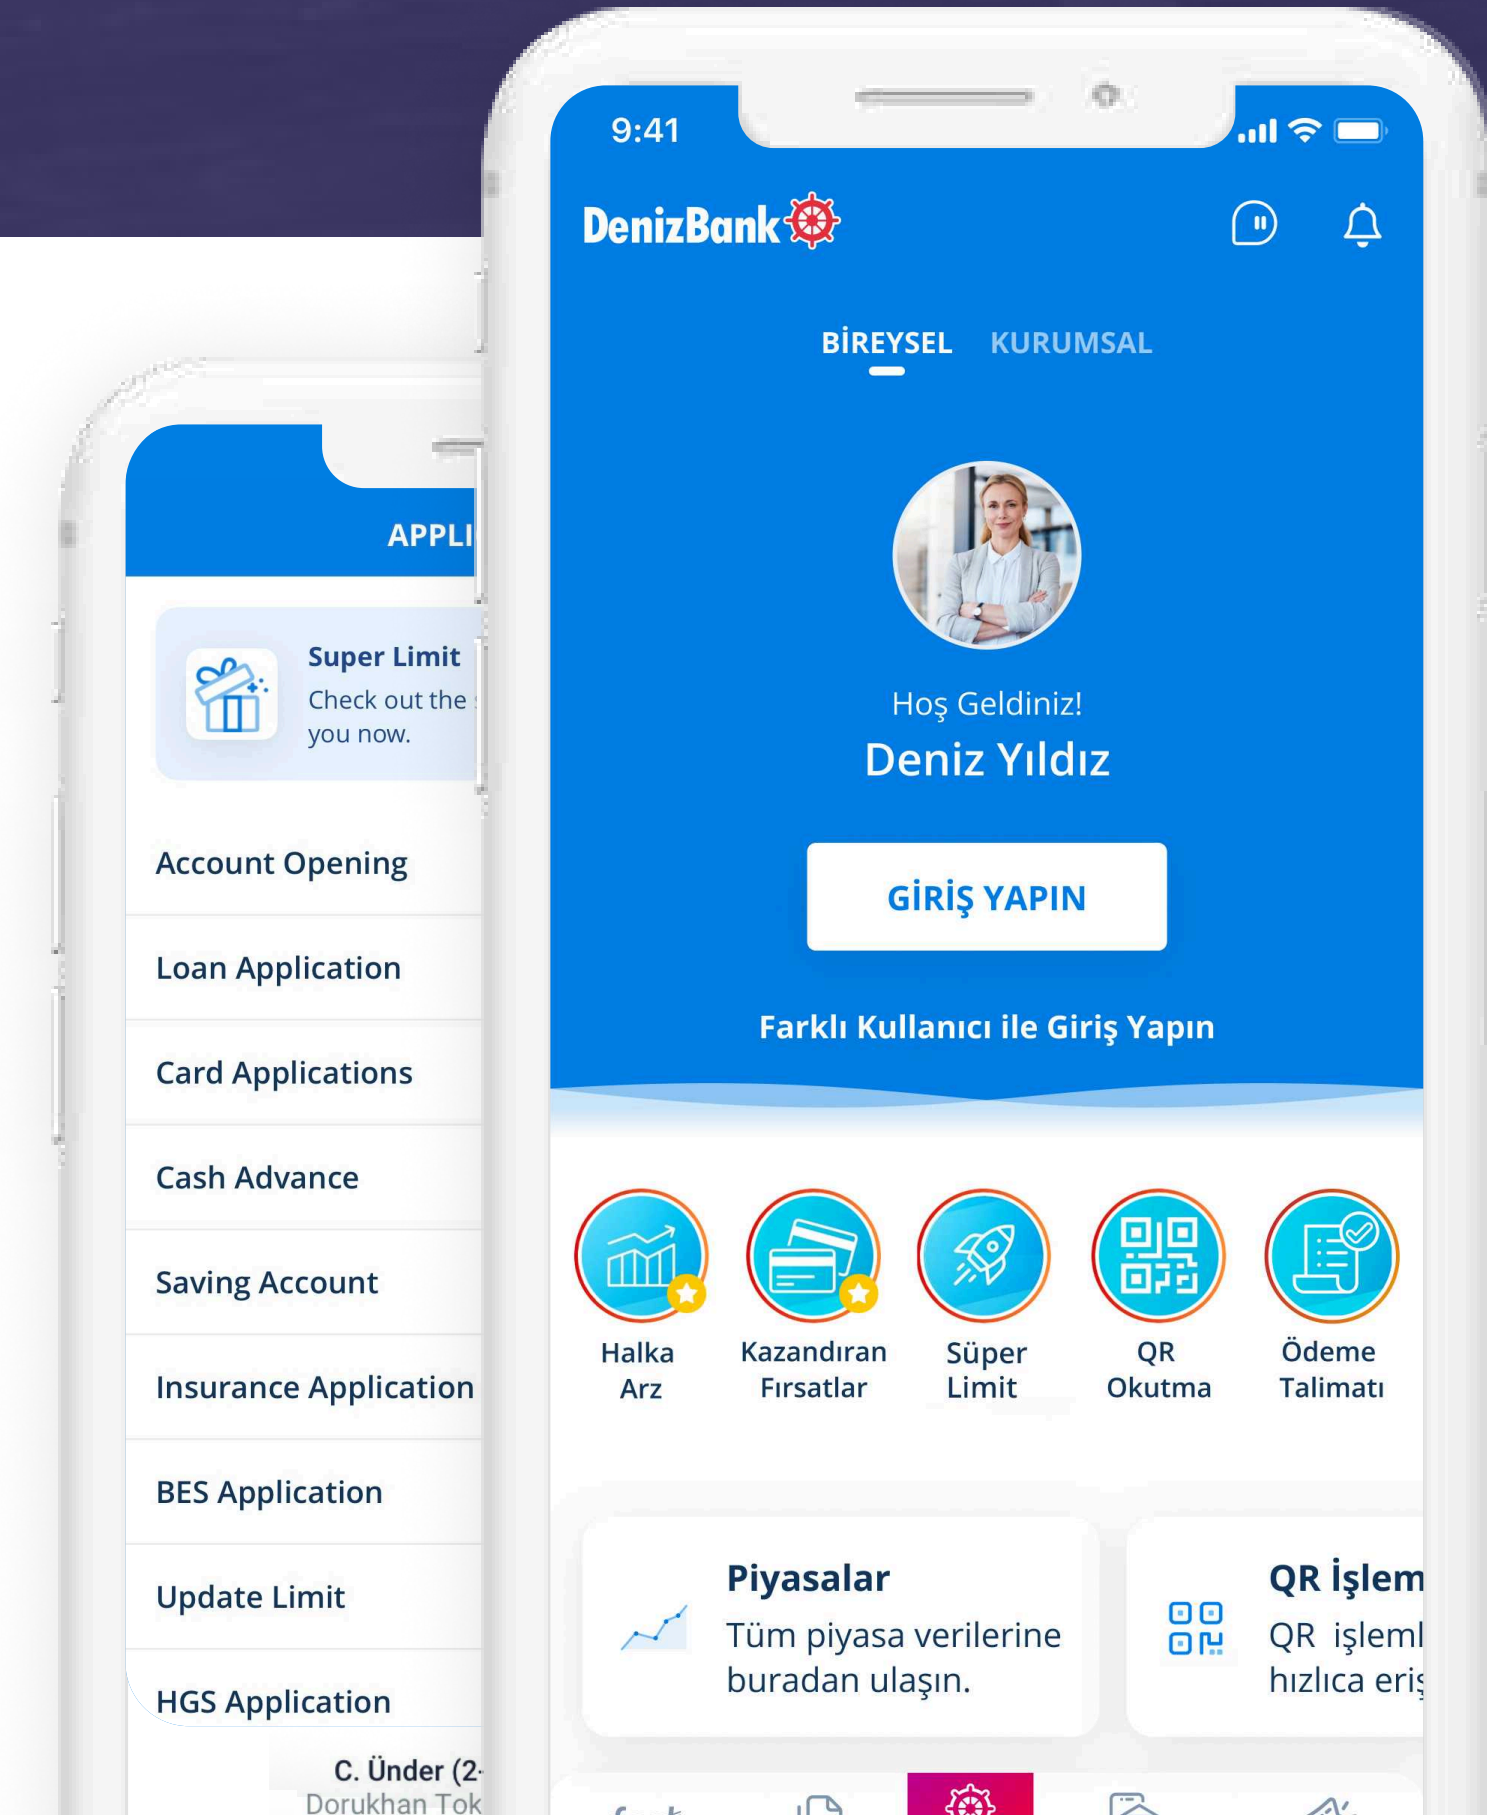 9:41
DenizBank
BİREYSEL KURUMSAL
Hoş Geldiniz!
Deniz Yıldız
GİRİŞ YAPIN
Farklı Kullanıcı ile Giriş Yapın
Halka
Arz
Kazandıran
Fırsatlar
Süper
Limit
QR
Okutma
Ödeme
Talimatı
Piyasalar
Tüm piyasa verilerine
buradan ulaşın.
QR İşlem
QR işleml
hızlıca eriş
APPLI
Super Limit
Check out the
you now.
Account Opening
Loan Application
Card Applications
Cash Advance
Saving Account
Insurance Application
BES Application
Update Limit
HGS Application
C. Ünder (2-
Dorukhan Tok